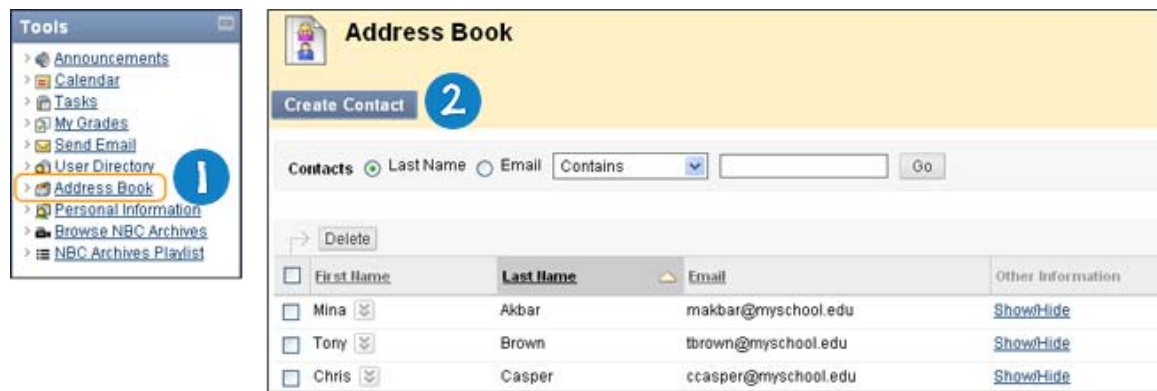 Tools
Announcements
Calendar
Tasks
My Grades
Send Email
User Directory
Address Book
Personal Information
Browse NBC Archives
NBC Archives Playlist
1
Address Book
Create Contact 2
Contacts Last Name Email Contains Go
Delete
First Name Last Name Email Other Information
Mina Akbar makbar@myschool.edu Show/Hide
Tony Brown tbrown@myschool.edu Show/Hide
Chris Casper ccasper@myschool.edu Show/Hide